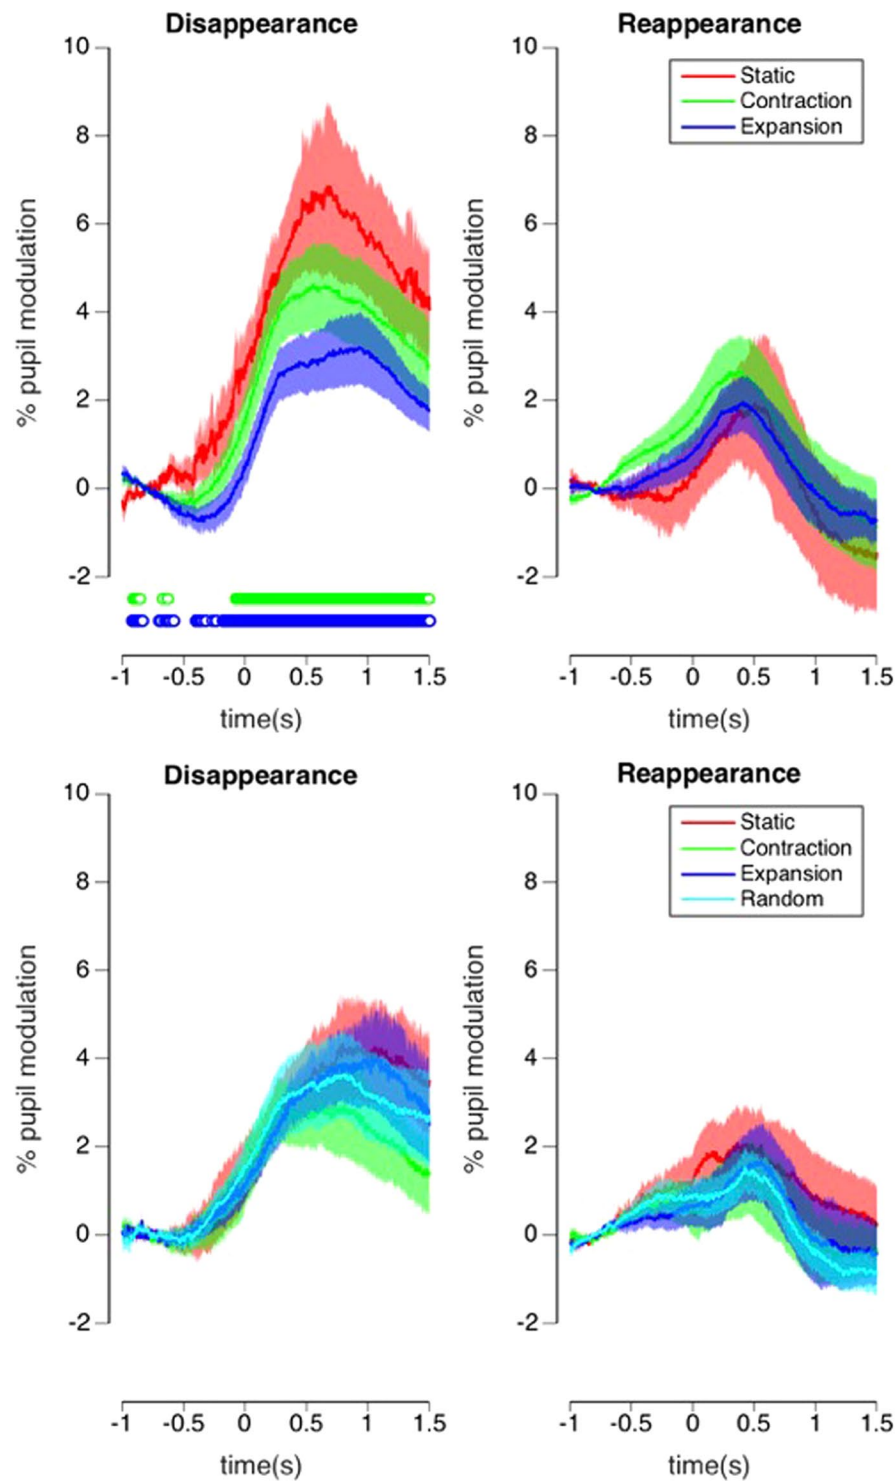 Disappearance
10
8
6
4
2
0
-2
% pupil modulation
-1 -0.5 0 0.5 1 1.5
time(s)
Reappearance
10
8
6
4
2
0
-2
% pupil modulation
Static
Contraction
Expansion
-1 -0.5 0 0.5 1 1.5
time(s)
Disappearance
10
8
6
4
2
0
-2
% pupil modulation
-1 -0.5 0 0.5 1 1.5
time(s)
Reappearance
10
8
6
4
2
0
-2
% pupil modulation
Static
Contraction
Expansion
Random
-1 -0.5 0 0.5 1 1.5
time(s)